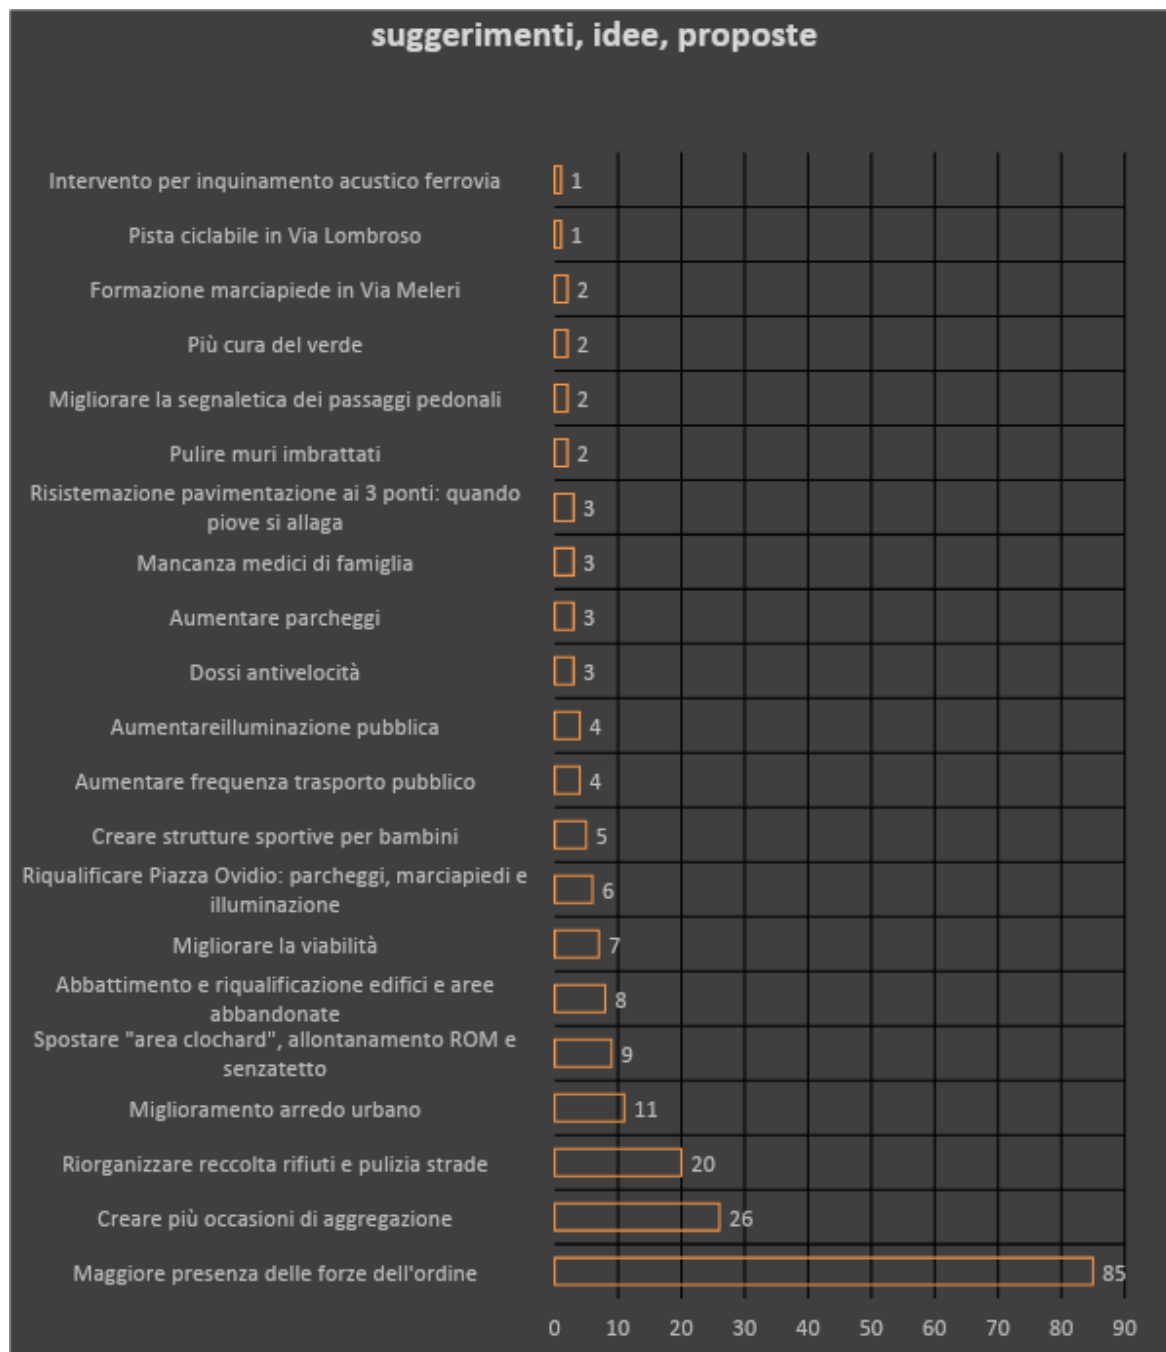 suggerimenti, idee, proposte
Intervento per inquinamento acustico ferrovia 1
Pista ciclabile in Via Lombroso 1
Formazione marciapiede in Via Meleri 2
Più cura del verde 2
Migliorare la segnaletica dei passaggi pedonali 2
Pulire muri imbrattati 2
Risistemazione pavimentazione ai 3 ponti: quando
piove si allaga 3
Mancanza medici di famiglia 3
Aumentare parcheggi 3
Dossi antivelocità 3
Aumentareilluminazione pubblica 4
Aumentare frequenza trasporto pubblico 4
Creare strutture sportive per bambini 5
Riqualificare Piazza Ovidio: parcheggi, marciapiedi e
illuminazione 6
Migliorare la viabilità 7
Abbattimento e riqualificazione edifici e aree
abbandonate 8
Spostare "area clochard", allontanamento ROM e
senzatetto 9
Miglioramento arredo urbano 11
Riorganizzare reccolta rifiuti e pulizia strade 20
Creare più occasioni di aggregazione 26
Maggiore presenza delle forze dell'ordine 85
0 10 20 30 40 50 60 70 80 90